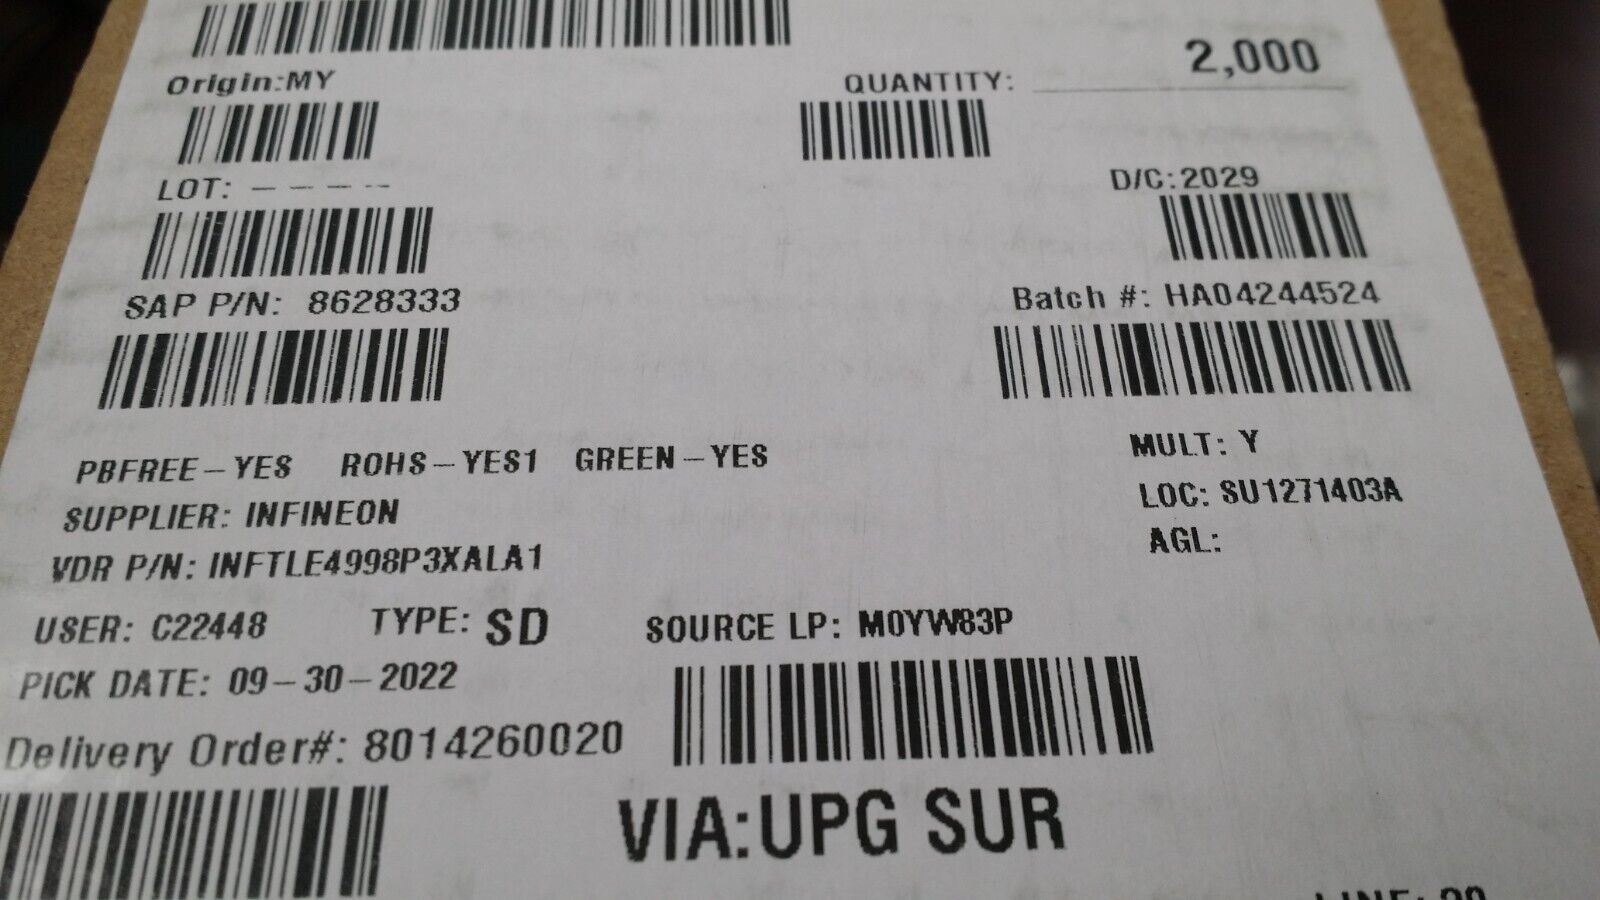 Origin:MY QUANTITY: 2,000
LOT: - - - -- D/C:2029
SAP P/N: 8628333 Batch #: HA04244524
PBFREE-YES ROHS-YES1 GREEN-YES MULT: Y
SUPPLIER: INFINEON LOC: SU1271403A
VDR P/N: INFTLE4998P3XALA1 AGL:
USER: C22448 TYPE: SD SOURCE LP: M0YW83P
PICK DATE: 09-30-2022
Delivery Order#: 8014260020
VIA:UPG SUR